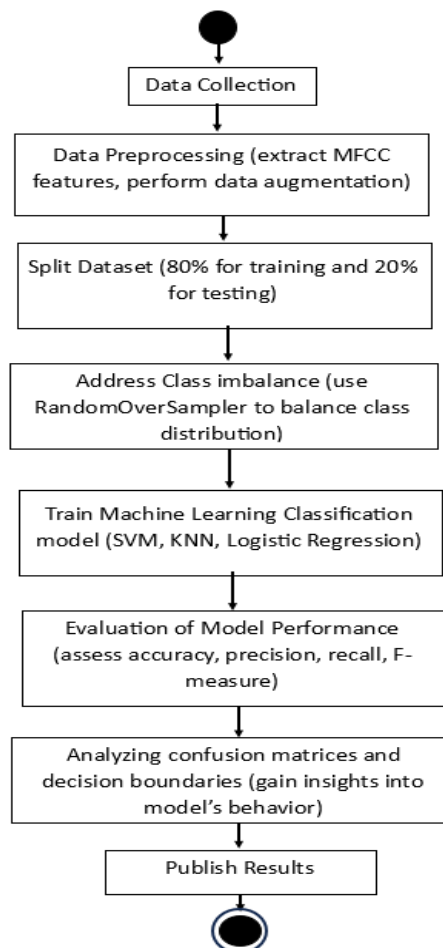 Data Collection
Data Preprocessing (extract MFCC
features, perform data augmentation)
Split Dataset (80% for training and 20%
for testing)
Address Class imbalance (use
RandomOverSampler to balance class
distribution)
Train Machine Learning Classification
model (SVM, KNN, Logistic Regression)
Evaluation of Model Performance
(assess accuracy, precision, recall, F-
measure)
Analyzing confusion matrices and
decision boundaries (gain insights into
model's behavior)
Publish Results